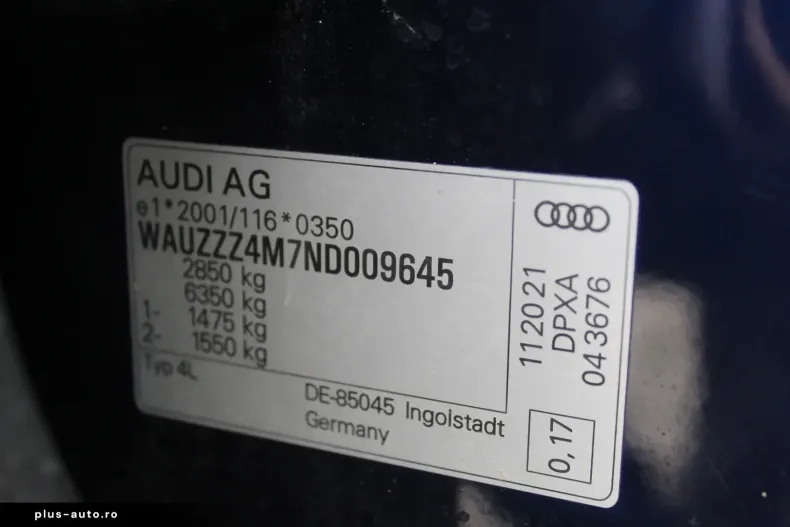 AUDI AG
e1*2001/116*0350
WAUZZZ4M7ND009645
2850 kg
6350 kg
1- 1475 kg
2- 1550 kg
Typ 4L
DE-85045 Ingolstadt
Germany
112021
DPXA
043676
0,17
plus-auto.ro